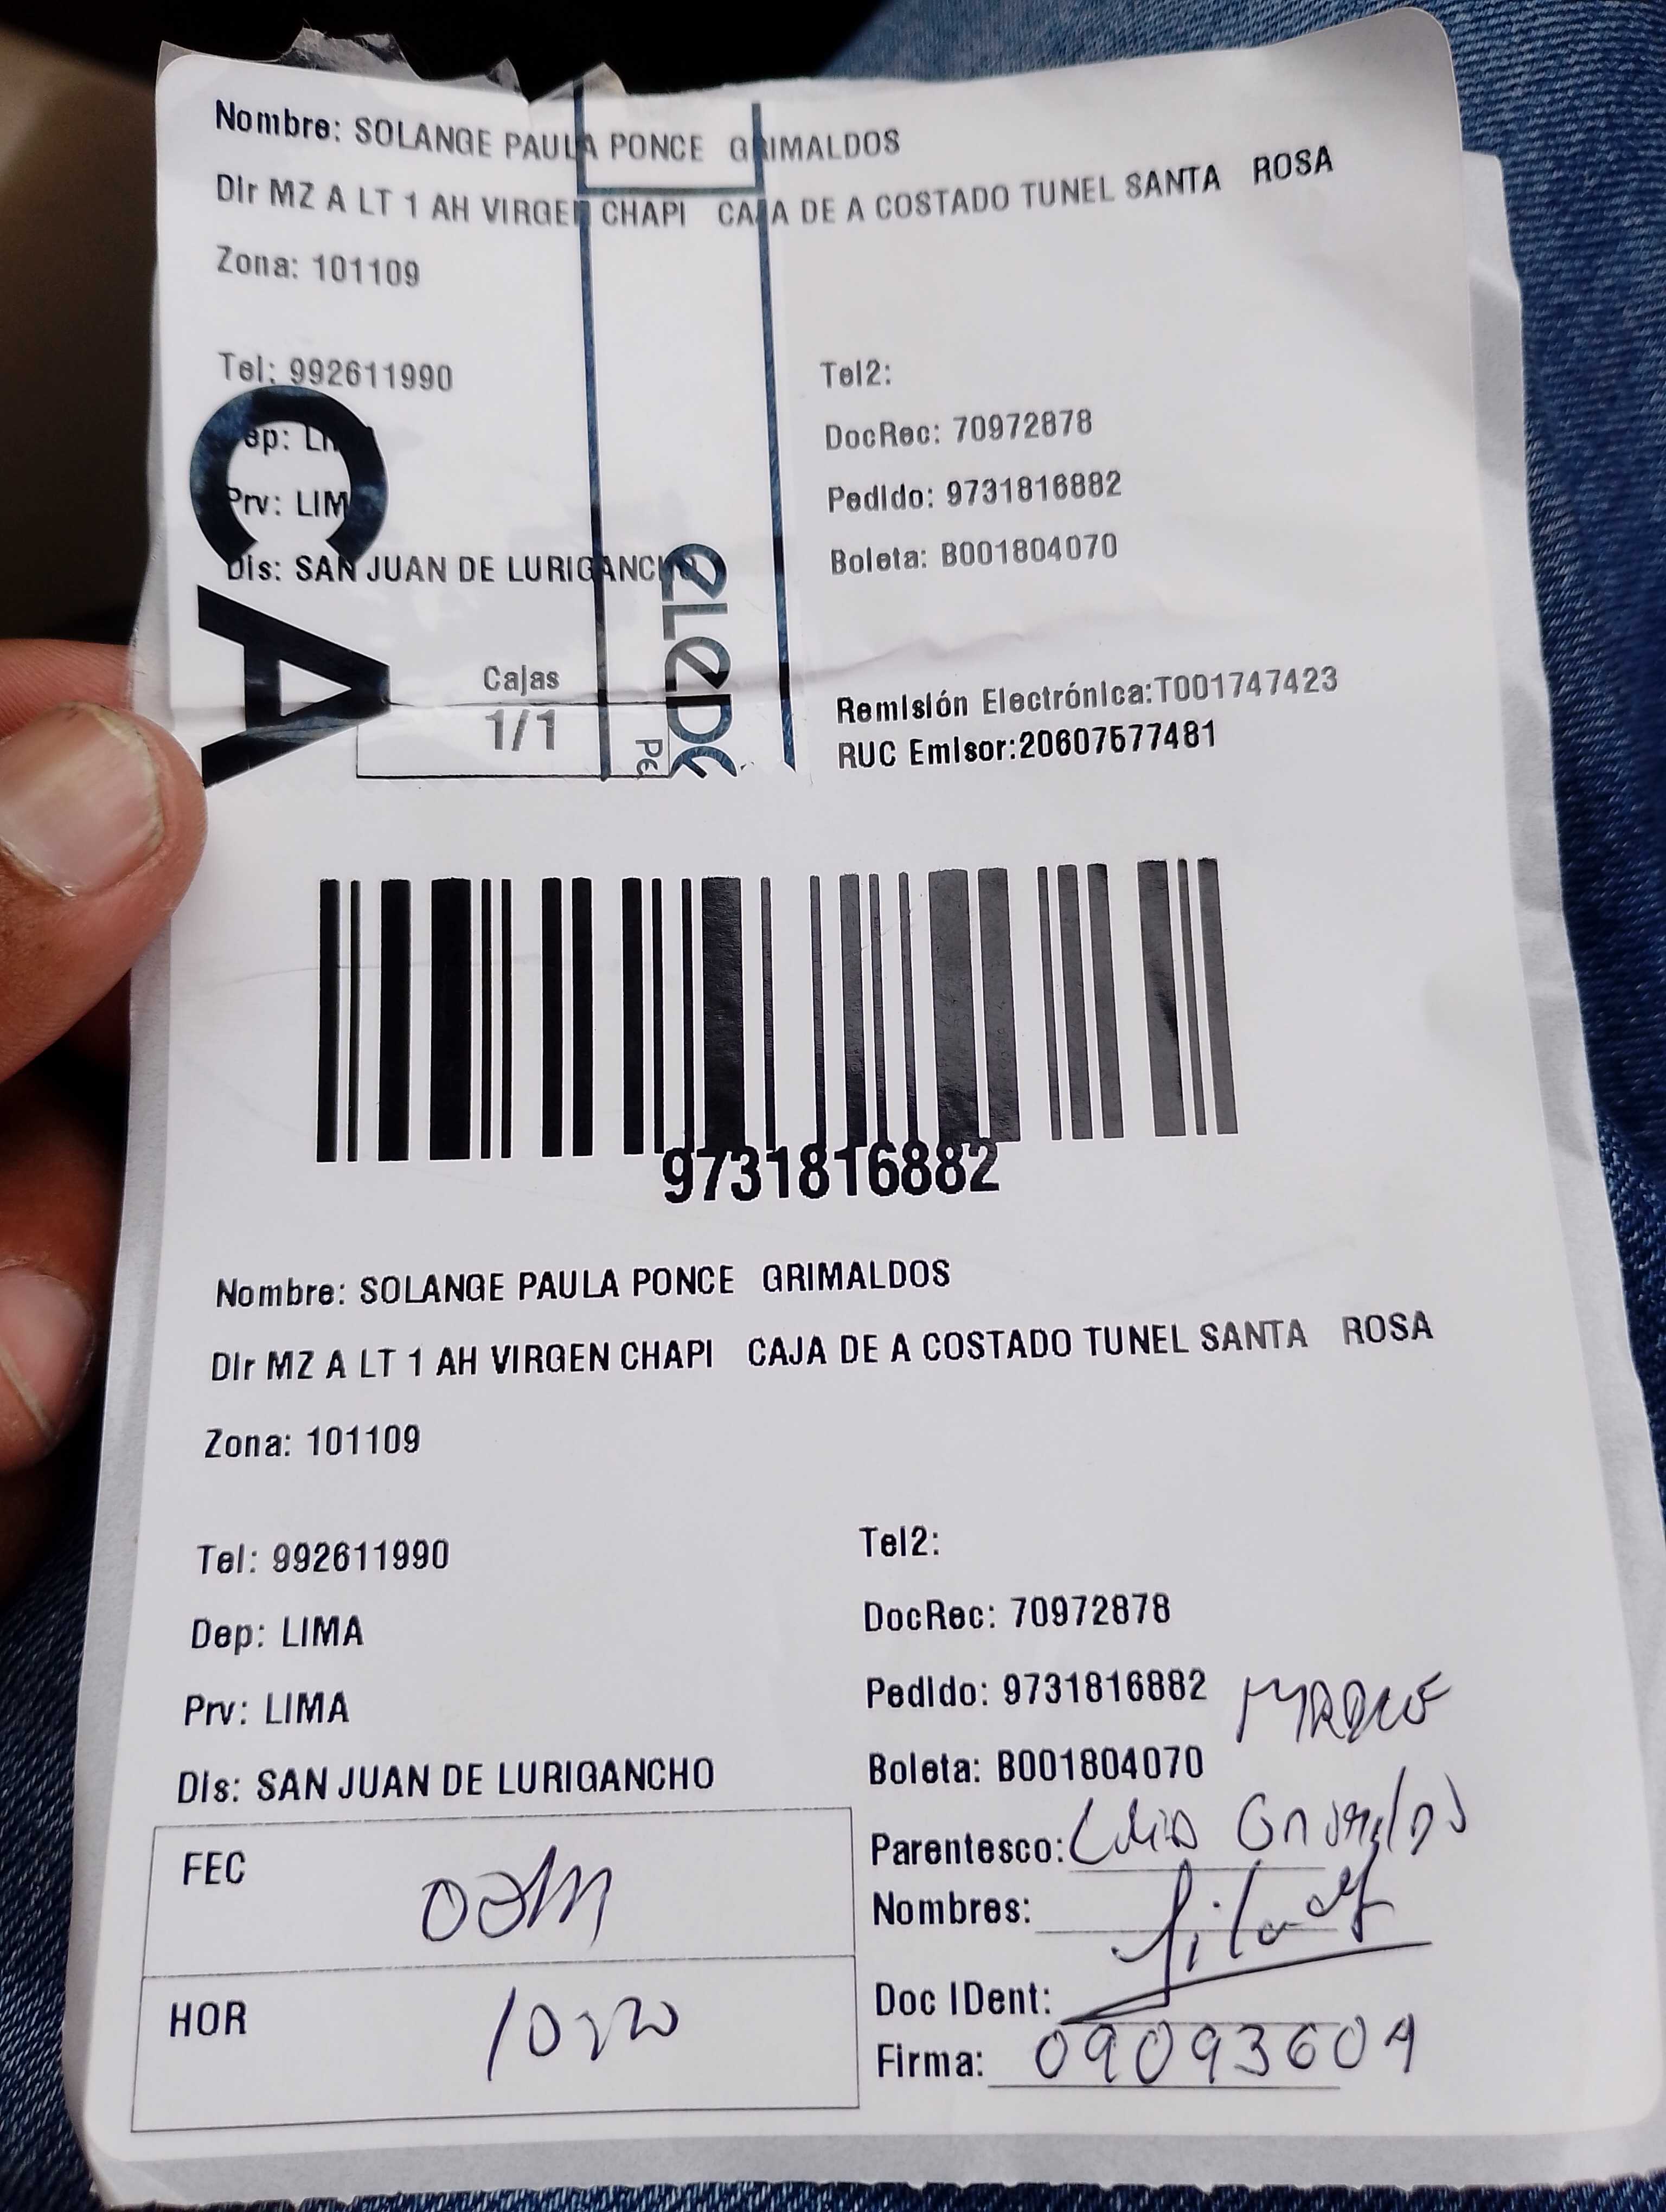 Nombre: SOLANGE PAULA PONCE GRIMALDOS
Dir MZ A LT 1 AH VIRGEN CHAPI CAJA DE A COSTADO TUNEL SANTA ROSA
Zona: 101109
Tel: 992611990
Tel2:
Dep: LIMA
DocRec: 70972878
Prv: LIMA
Pedido: 9731816882
Dis: SAN JUAN DE LURIGANCHO
Boleta: B001804070
CA
Cajas
1/1
Remisión Electrónica:T001747423
RUC Emisor:20607577481
9731816882
Nombre: SOLANGE PAULA PONCE GRIMALDOS
Dir MZ A LT 1 AH VIRGEN CHAPI CAJA DE A COSTADO TUNEL SANTA ROSA
Zona: 101109
Tel: 992611990
Tel2:
Dep: LIMA
DocRec: 70972878
Prv: LIMA
Pedido: 9731816882
Dis: SAN JUAN DE LURIGANCHO
Boleta: B001804070
Parentesco:
FEC
Nombres:
HOR
Doc IDent:
Firma: 09093604